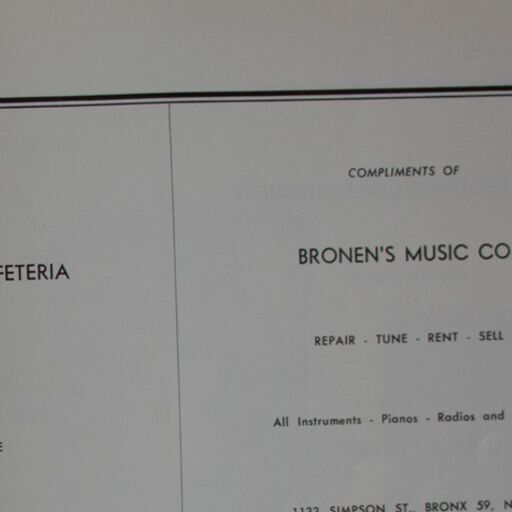 FETERIA
E
COMPLIMENTS OF
BRONEN'S MUSIC CO
REPAIR - TUNE - RENT - SELL
All Instruments - Pianos - Radios and
1133 SIMPSON ST., BRONX 59, N